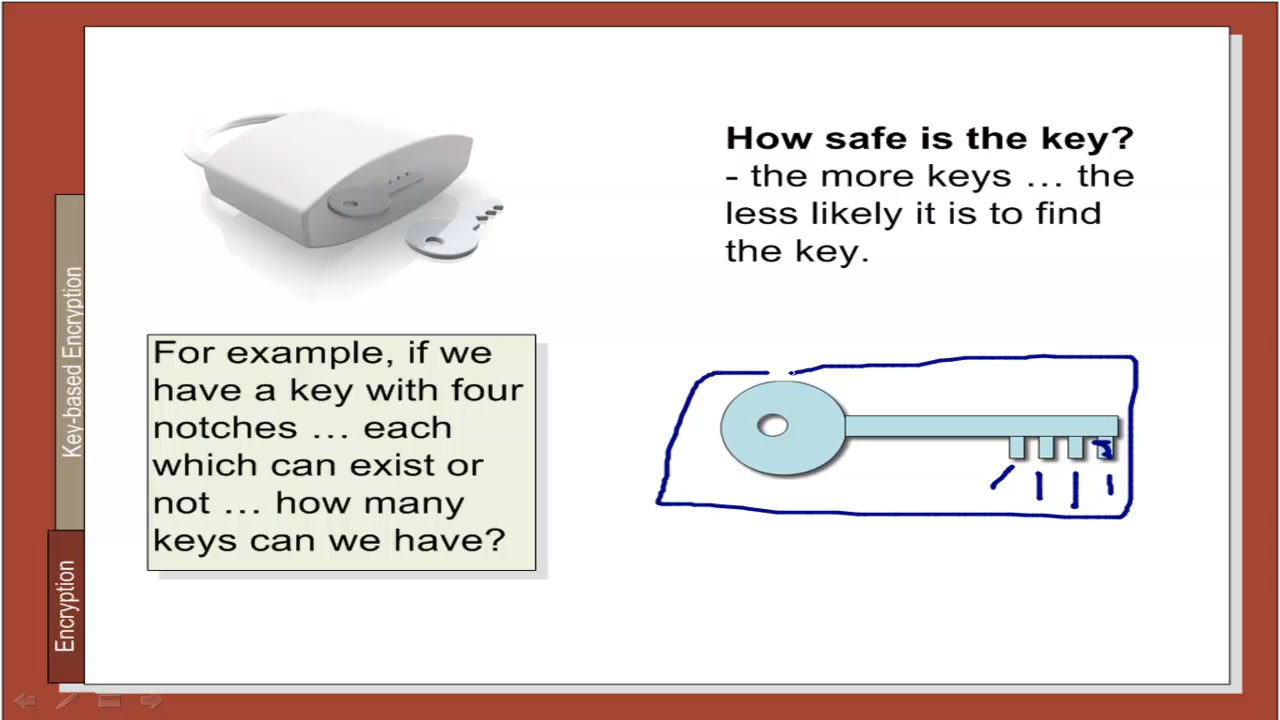 How safe is the key?
- the more keys … the
less likely it is to find
the key.
For example, if we
have a key with four
notches … each
which can exist or
not … how many
keys can we have?
Key-based Encryption
Encryption